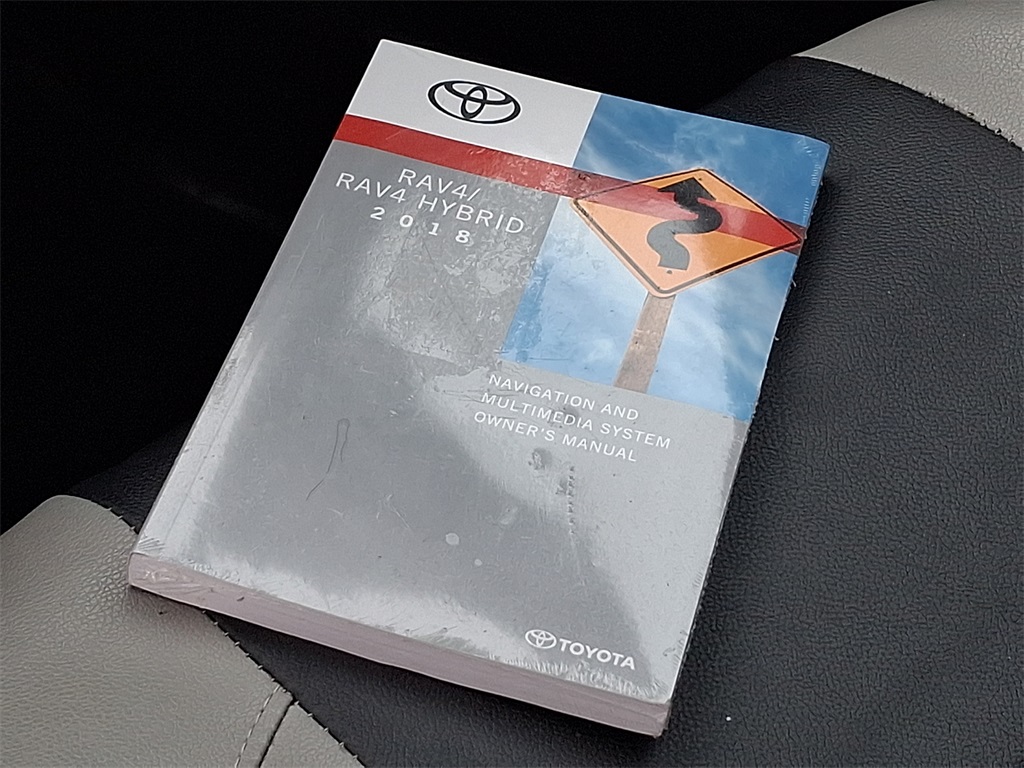 RAV4/
RAV4 HYBRID
2018
NAVIGATION AND
MULTIMEDIA SYSTEM
OWNER'S MANUAL
TOYOTA